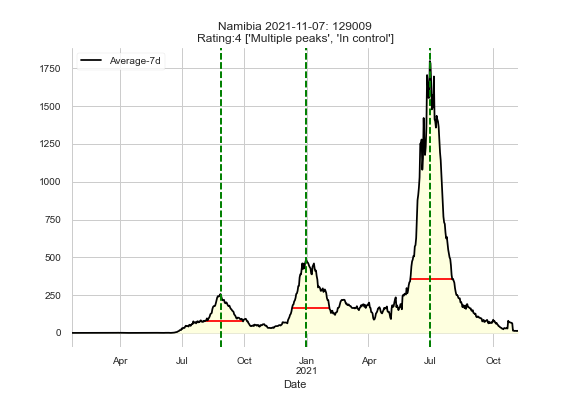 Namibia 2021-11-07: 129009
Rating:4 ['Multiple peaks', 'In control']
Average-7d
1750
1500
1250
1000
750
500
250
0
Apr
Jul
Oct
Jan
2021
Apr
Jul
Oct
Date